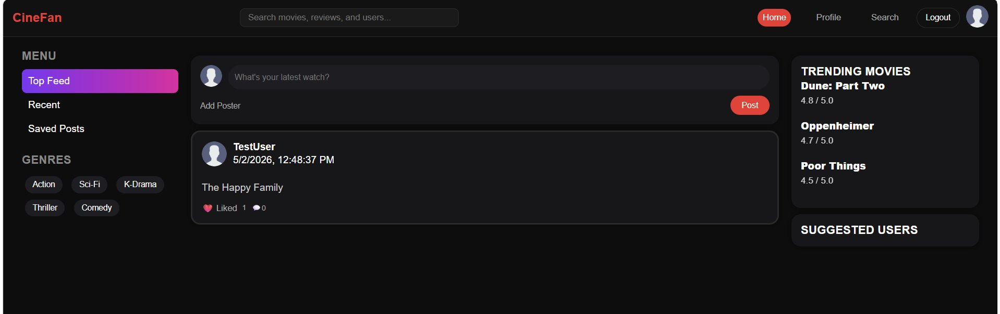 CineFan
Search movies, reviews, and users...
Home
Profile
Search
Logout
MENU
Top Feed
Recent
Saved Posts
GENRES
Action
Sci-Fi
K-Drama
Thriller
Comedy
What's your latest watch?
Add Poster
Post
TestUser
5/2/2026, 12:48:37 PM
The Happy Family
Liked 1 0
TRENDING MOVIES
Dune: Part Two
4.8 / 5.0
Oppenheimer
4.7 / 5.0
Poor Things
4.5 / 5.0
SUGGESTED USERS